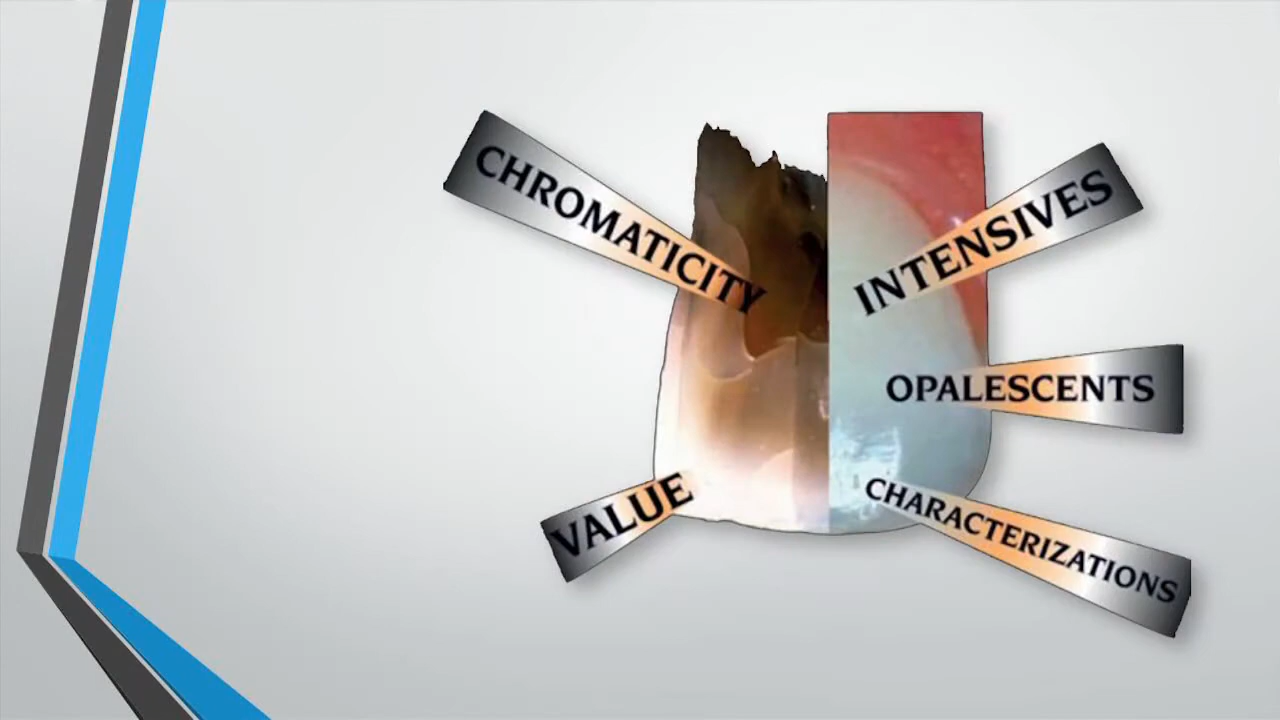 CHROMATICITY
INTENSIVES
OPALESCENTS
VALUE
CHARACTERIZATIONS